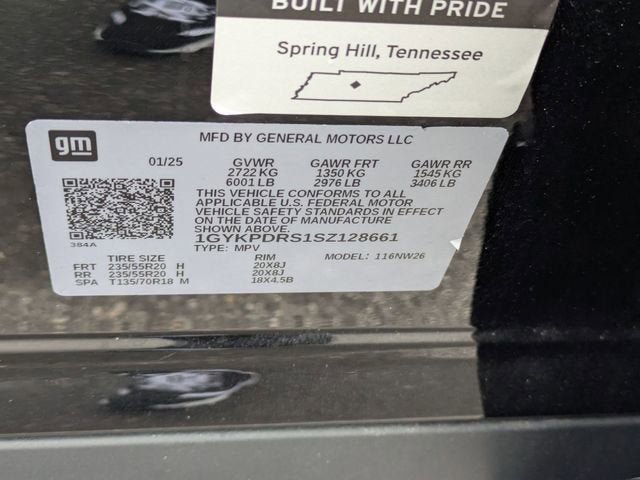 BUILT WITH PRIDE
Spring Hill, Tennessee
gm
MFD BY GENERAL MOTORS LLC
01/25 GVWR GAWR FRT GAWR RR
2722 KG 1350 KG 1545 KG
6001 LB 2976 LB 3406 LB
THIS VEHICLE CONFORMS TO ALL
APPLICABLE U.S. FEDERAL MOTOR
VEHICLE SAFETY STANDARDS IN EFFECT
ON THE DATE OF MANUFACTURE
SHOWN ABOVE.
384A
1GYKPDRS1SZ128661
TYPE: MPV MODEL: 116NW26
TIRE SIZE RIM
FRT 235/55R20 H 20X8J
RR 235/55R20 H 20X8J
SPA T135/70R18 M 18X4.5B